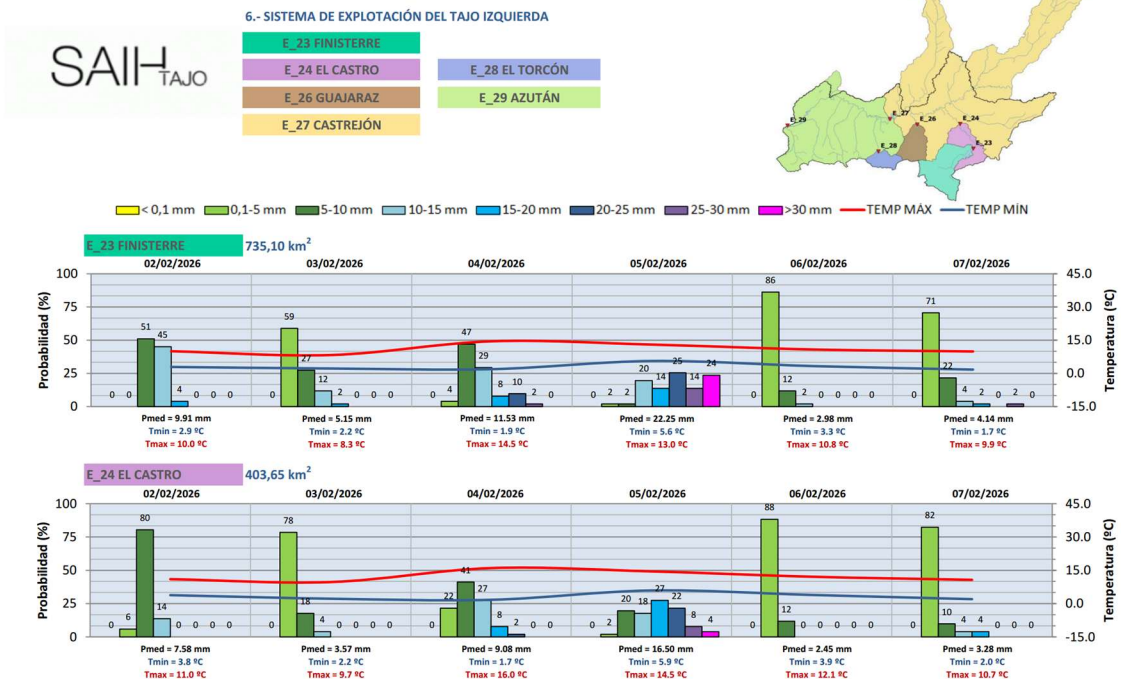 6.- SISTEMA DE EXPLOTACIÓN DEL TAJO IZQUIERDA
SAIH TAJO
E_23 FINISTERRE
E_24 EL CASTRO
E_28 EL TORCÓN
E_26 GUAJARAZ
E_29 AZUTÁN
E_27 CASTREJÓN
E_29
E_27
E_26
E_24
E_28
E_23
< 0,1 mm 0,1-5 mm 5-10 mm 10-15 mm 15-20 mm 20-25 mm 25-30 mm >30 mm TEMP MÁX TEMP MÍN
E_23 FINISTERRE 735,10 km²
02/02/2026 03/02/2026 04/02/2026 05/02/2026 06/02/2026 07/02/2026
Probabilidad (%)
100
75
50
25
0
0 0 51 45 4 0 0 0
0 59 27 12 2 0 0 0
0 4 47 29 8 10 2 0
0 2 2 20 14 25 14 24
0 86 12 2 0 0 0 0
0 71 22 4 2 0 2 0
45.0
30.0
15.0
0.0
-15.0
Temperatura (ºC)
Pmed = 9.91 mm Pmed = 5.15 mm Pmed = 11.53 mm Pmed = 22.25 mm Pmed = 2.98 mm Pmed = 4.14 mm
Tmin = 2.9 ºC Tmin = 2.2 ºC Tmin = 1.9 ºC Tmin = 5.6 ºC Tmin = 3.3 ºC Tmin = 1.7 ºC
Tmax = 10.0 ºC Tmax = 8.3 ºC Tmax = 14.5 ºC Tmax = 13.0 ºC Tmax = 10.8 ºC Tmax = 9.9 ºC
E_24 EL CASTRO 403,65 km²
02/02/2026 03/02/2026 04/02/2026 05/02/2026 06/02/2026 07/02/2026
Probabilidad (%)
100
75
50
25
0
0 6 80 14 0 0 0 0
0 78 18 4 0 0 0 0
0 22 41 27 8 2 0 0
0 2 20 18 27 22 8 4
0 88 12 0 0 0 0 0
0 82 10 4 4 0 0 0
45.0
30.0
15.0
0.0
-15.0
Temperatura (ºC)
Pmed = 7.58 mm Pmed = 3.57 mm Pmed = 9.08 mm Pmed = 16.50 mm Pmed = 2.45 mm Pmed = 3.28 mm
Tmin = 3.8 ºC Tmin = 2.2 ºC Tmin = 1.7 ºC Tmin = 5.9 ºC Tmin = 3.9 ºC Tmin = 2.0 ºC
Tmax = 11.0 ºC Tmax = 9.7 ºC Tmax = 16.0 ºC Tmax = 14.5 ºC Tmax = 12.1 ºC Tmax = 10.7 ºC